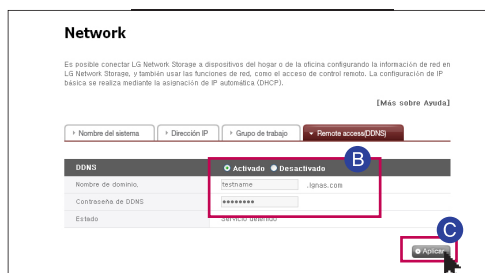 Network
Es posible conectar LG Network Storage a dispositivos del hogar o de la oficina configurando la información de red en
LG Network Storage, y también usar las funciones de red, como el acceso de control remoto. La configuración de IP
básica se realiza mediante la asignación de IP automática (DHCP).
[Más sobre Ayuda]
Nombre del sistema Dirección IP Grupo de trabajo Remote access(DDNS)
B
DDNS Activado Desactivado
Nombre de dominio, testname .lgnas.com
Contraseña de DDNS ••••••••
Estado Servicio detenido
C
Aplicar